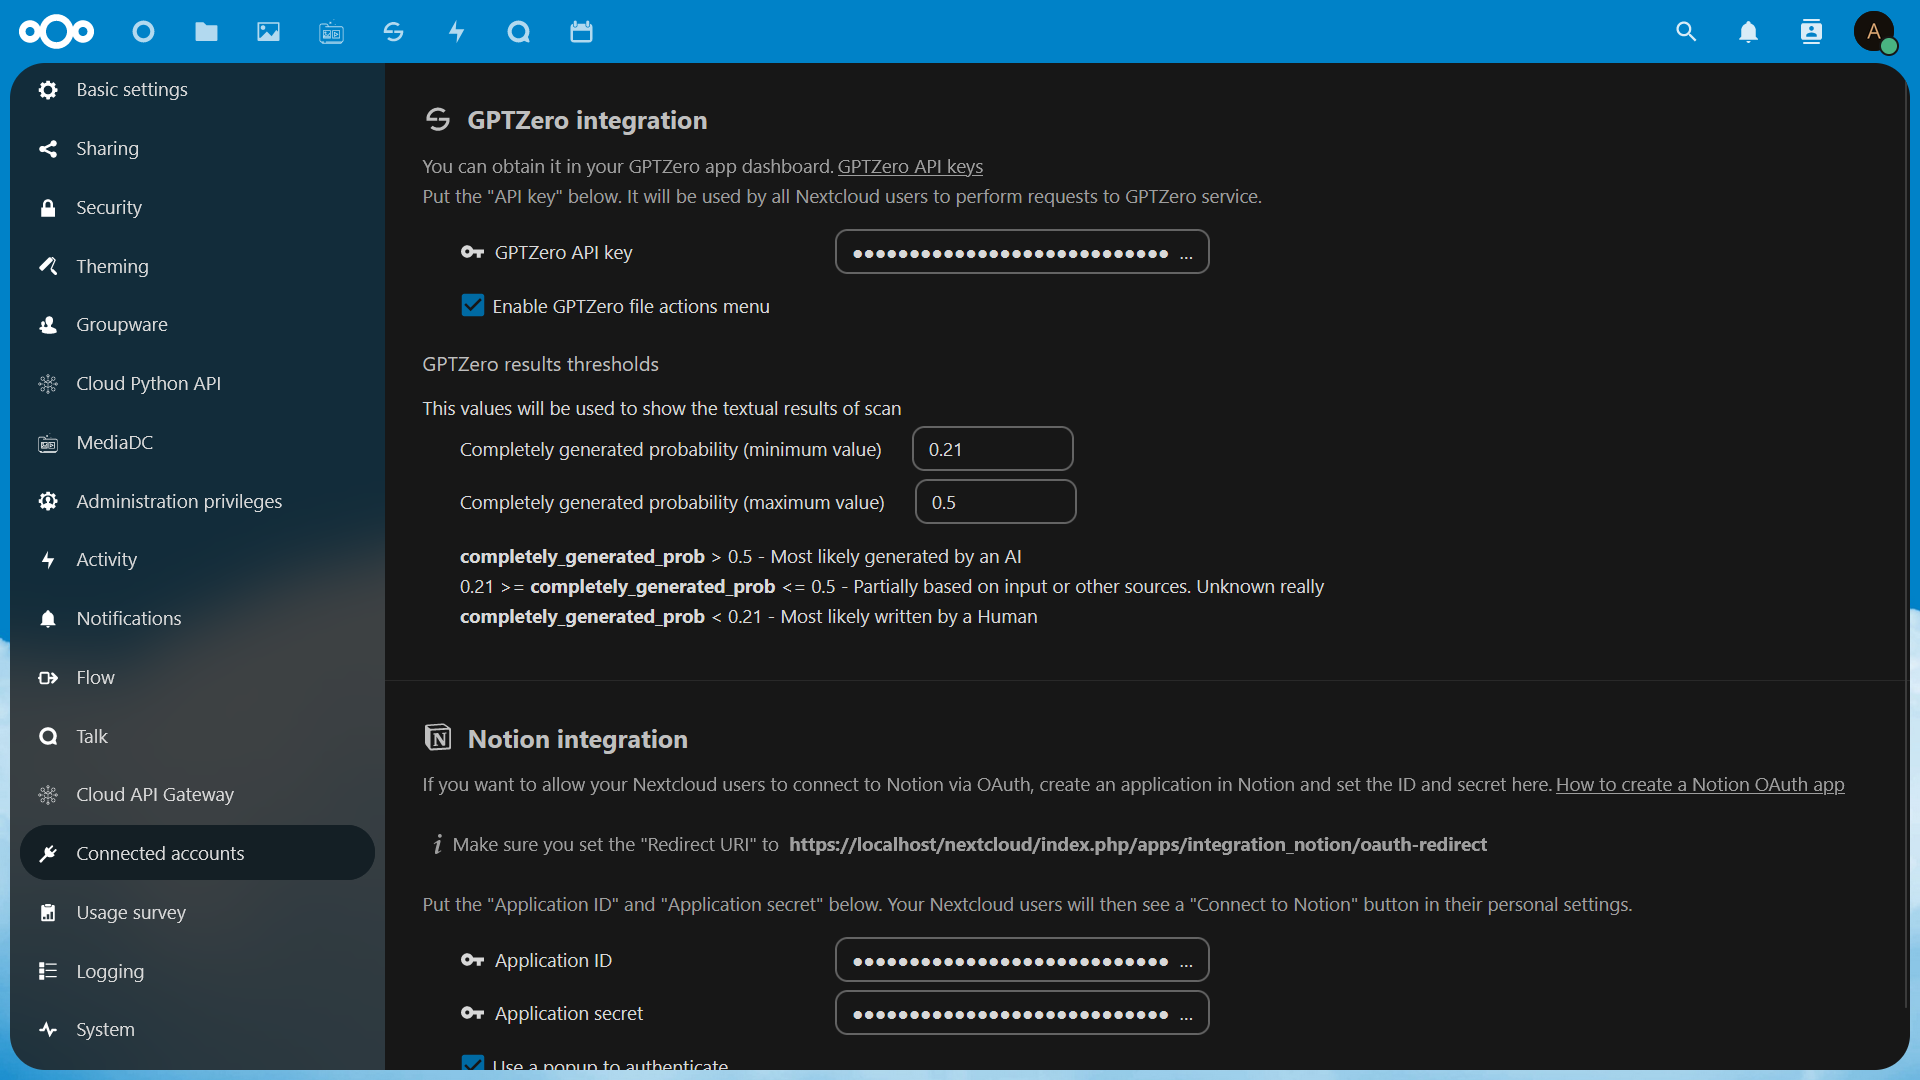 A
Basic settings
Sharing
Security
Theming
Groupware
Cloud Python API
MediaDC
Administration privileges
Activity
Notifications
Flow
Talk
Cloud API Gateway
Connected accounts
Usage survey
Logging
System
GPTZero integration
You can obtain it in your GPTZero app dashboard. GPTZero API keys
Put the "API key" below. It will be used by all Nextcloud users to perform requests to GPTZero service.
GPTZero API key ●●●●●●●●●●●●●●●●●●●●●●●●●●●● ...
Enable GPTZero file actions menu
GPTZero results thresholds
This values will be used to show the textual results of scan
Completely generated probability (minimum value) 0.21
Completely generated probability (maximum value) 0.5
completely_generated_prob > 0.5 - Most likely generated by an AI
0.21 >= completely_generated_prob <= 0.5 - Partially based on input or other sources. Unknown really
completely_generated_prob < 0.21 - Most likely written by a Human
Notion integration
If you want to allow your Nextcloud users to connect to Notion via OAuth, create an application in Notion and set the ID and secret here. How to create a Notion OAuth app
Make sure you set the "Redirect URI" to https://localhost/nextcloud/index.php/apps/integration_notion/oauth-redirect
Put the "Application ID" and "Application secret" below. Your Nextcloud users will then see a "Connect to Notion" button in their personal settings.
Application ID ●●●●●●●●●●●●●●●●●●●●●●●●●●●● ...
Application secret ●●●●●●●●●●●●●●●●●●●●●●●●●●●● ...
Use a popup to authenticate